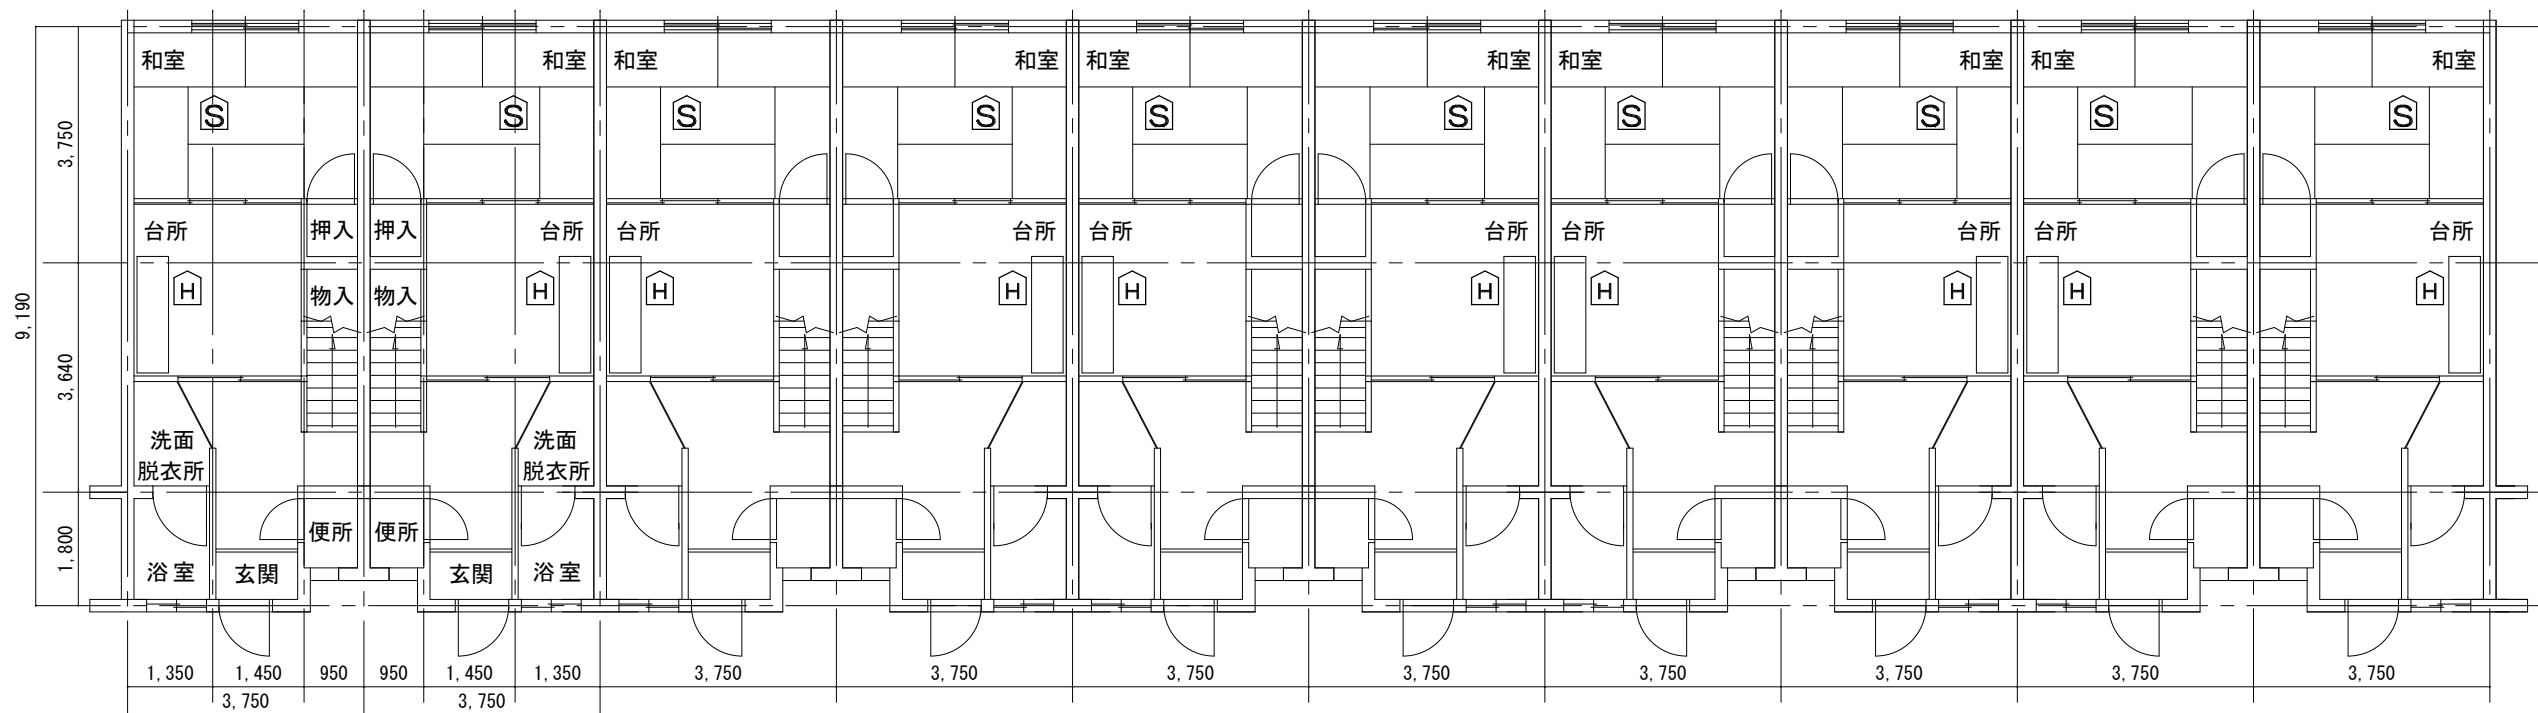 和室 和室 和室 和室 和室 和室 和室 和室 和室 和室
S S S S S S S S S S
3,750
台所 押入 押入 台所 台所 台所 台所 台所 台所 台所 台所 台所
H 物入 物入 H H H H H H H H H
9,190
3,640
洗面 洗面
脱衣所 脱衣所
1,800
便所 便所
浴室 玄関 玄関 浴室
1,350 1,450 950 950 1,450 1,350 3,750 3,750 3,750 3,750 3,750 3,750 3,750 3,750
3,750 3,750